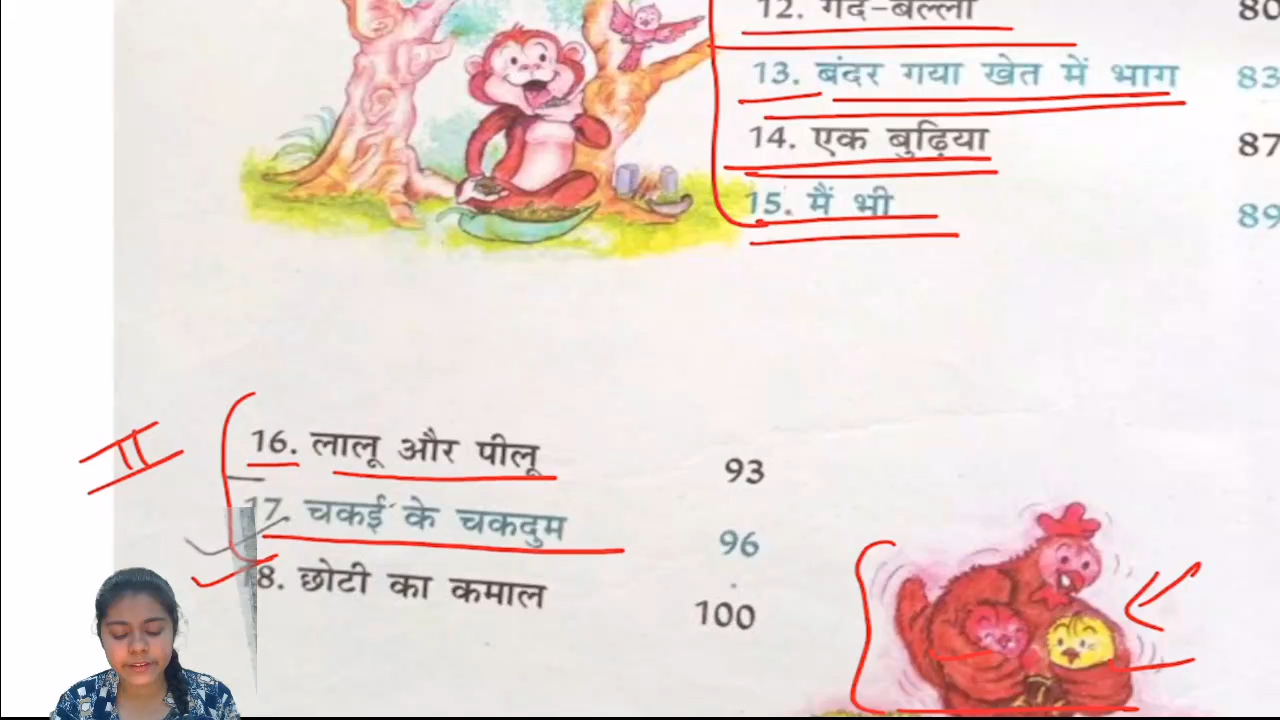 12. गेंद-बल्ला 80
13. बंदर गया खेत में भाग 83
14. एक बुढ़िया 87
15. मैं भी 89
II
16. लालू और पीलू 93
17. चकई के चकदुम 96
18. छोटी का कमाल 100